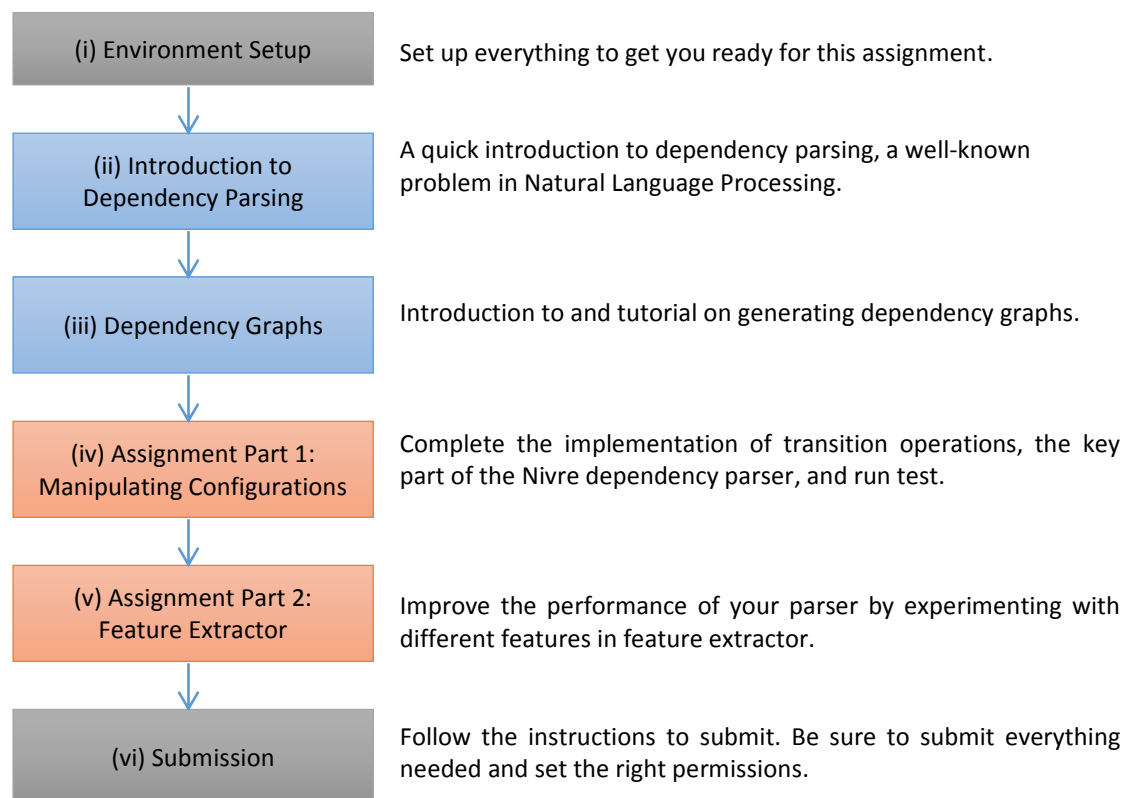 (i) Environment Setup
Set up everything to get you ready for this assignment.
(ii) Introduction to
Dependency Parsing
A quick introduction to dependency parsing, a well-known
problem in Natural Language Processing.
(iii) Dependency Graphs
Introduction to and tutorial on generating dependency graphs.
(iv) Assignment Part 1:
Manipulating Configurations
Complete the implementation of transition operations, the key
part of the Nivre dependency parser, and run test.
(v) Assignment Part 2:
Feature Extractor
Improve the performance of your parser by experimenting with
different features in feature extractor.
(vi) Submission
Follow the instructions to submit. Be sure to submit everything
needed and set the right permissions.